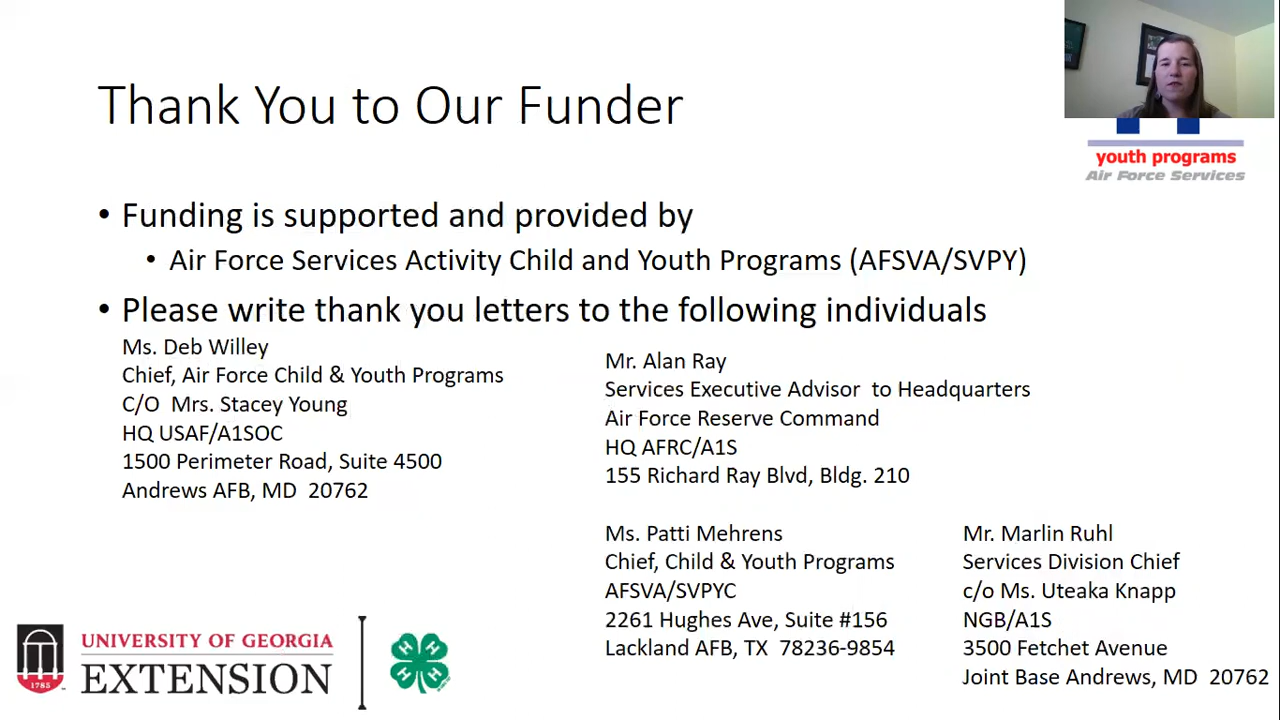 Thank You to Our Funder
youth programs
Air Force Services
• Funding is supported and provided by
• Air Force Services Activity Child and Youth Programs (AFSVA/SVPY)
• Please write thank you letters to the following individuals
Ms. Deb Willey
Chief, Air Force Child & Youth Programs
C/O Mrs. Stacey Young
HQ USAF/A1SOC
1500 Perimeter Road, Suite 4500
Andrews AFB, MD 20762
Mr. Alan Ray
Services Executive Advisor to Headquarters
Air Force Reserve Command
HQ AFRC/A1S
155 Richard Ray Blvd, Bldg. 210
Ms. Patti Mehrens
Chief, Child & Youth Programs
AFSVA/SVPYC
2261 Hughes Ave, Suite #156
Lackland AFB, TX 78236-9854
Mr. Marlin Ruhl
Services Division Chief
c/o Ms. Uteaka Knapp
NGB/A1S
3500 Fetchet Avenue
Joint Base Andrews, MD 20762
1785
UNIVERSITY OF GEORGIA
EXTENSION
H H H H